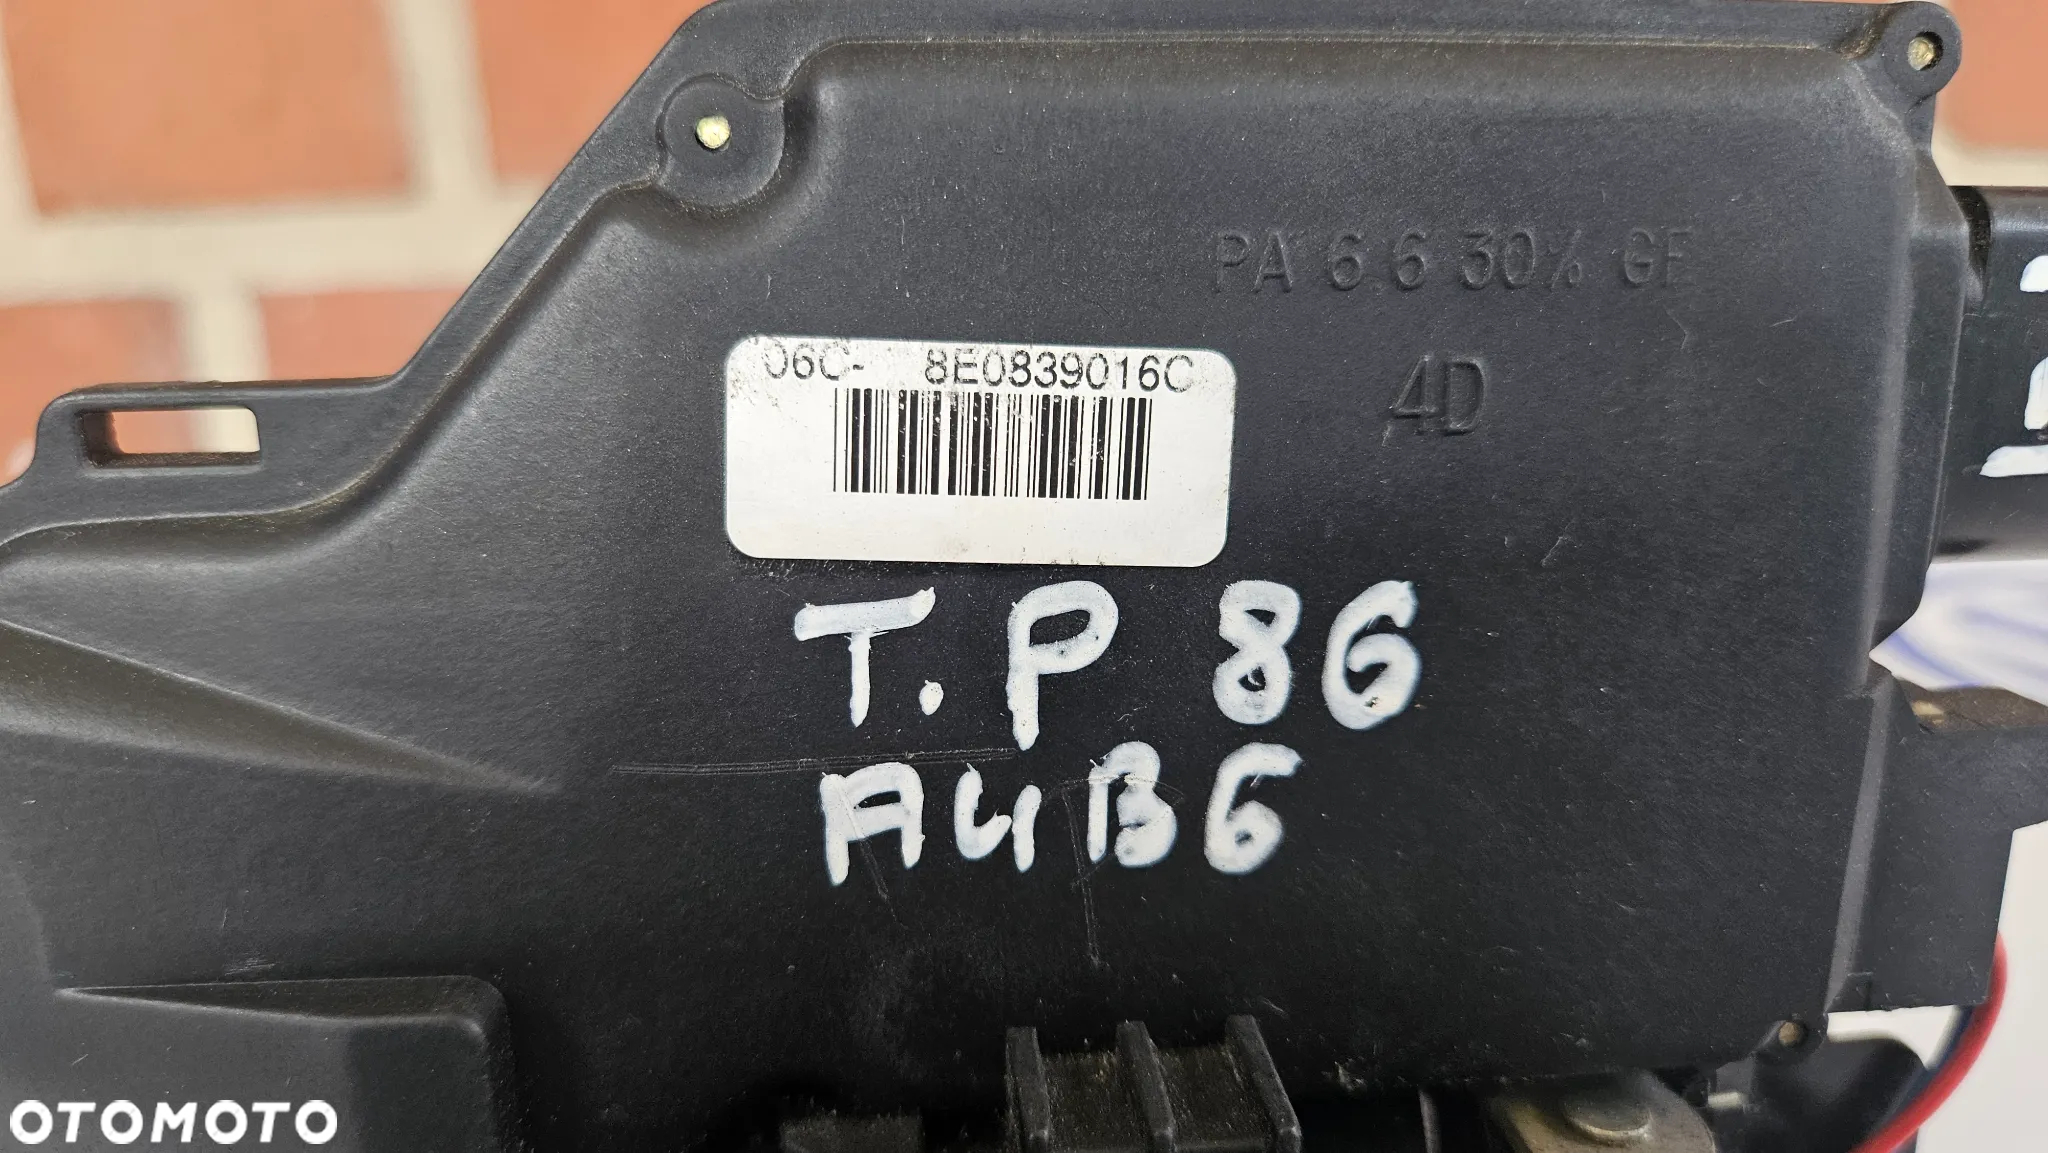 PA 6.6 30% GF
06C- 8E0839016C
4D
T.P 86
A4B6
OTOMOTO